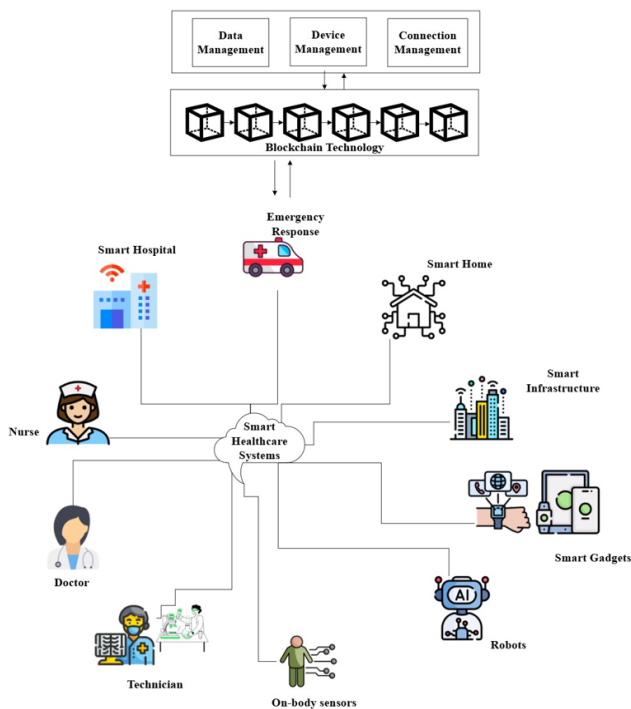 Data
Management
Device
Management
Connection
Management
Blockchain Technology
Emergency
Response
Smart Hospital
Smart Home
Smart
Infrastructure
Nurse
Smart
Healthcare
Systems
Smart Gadgets
Doctor
AI
Robots
Technician
On-body sensors